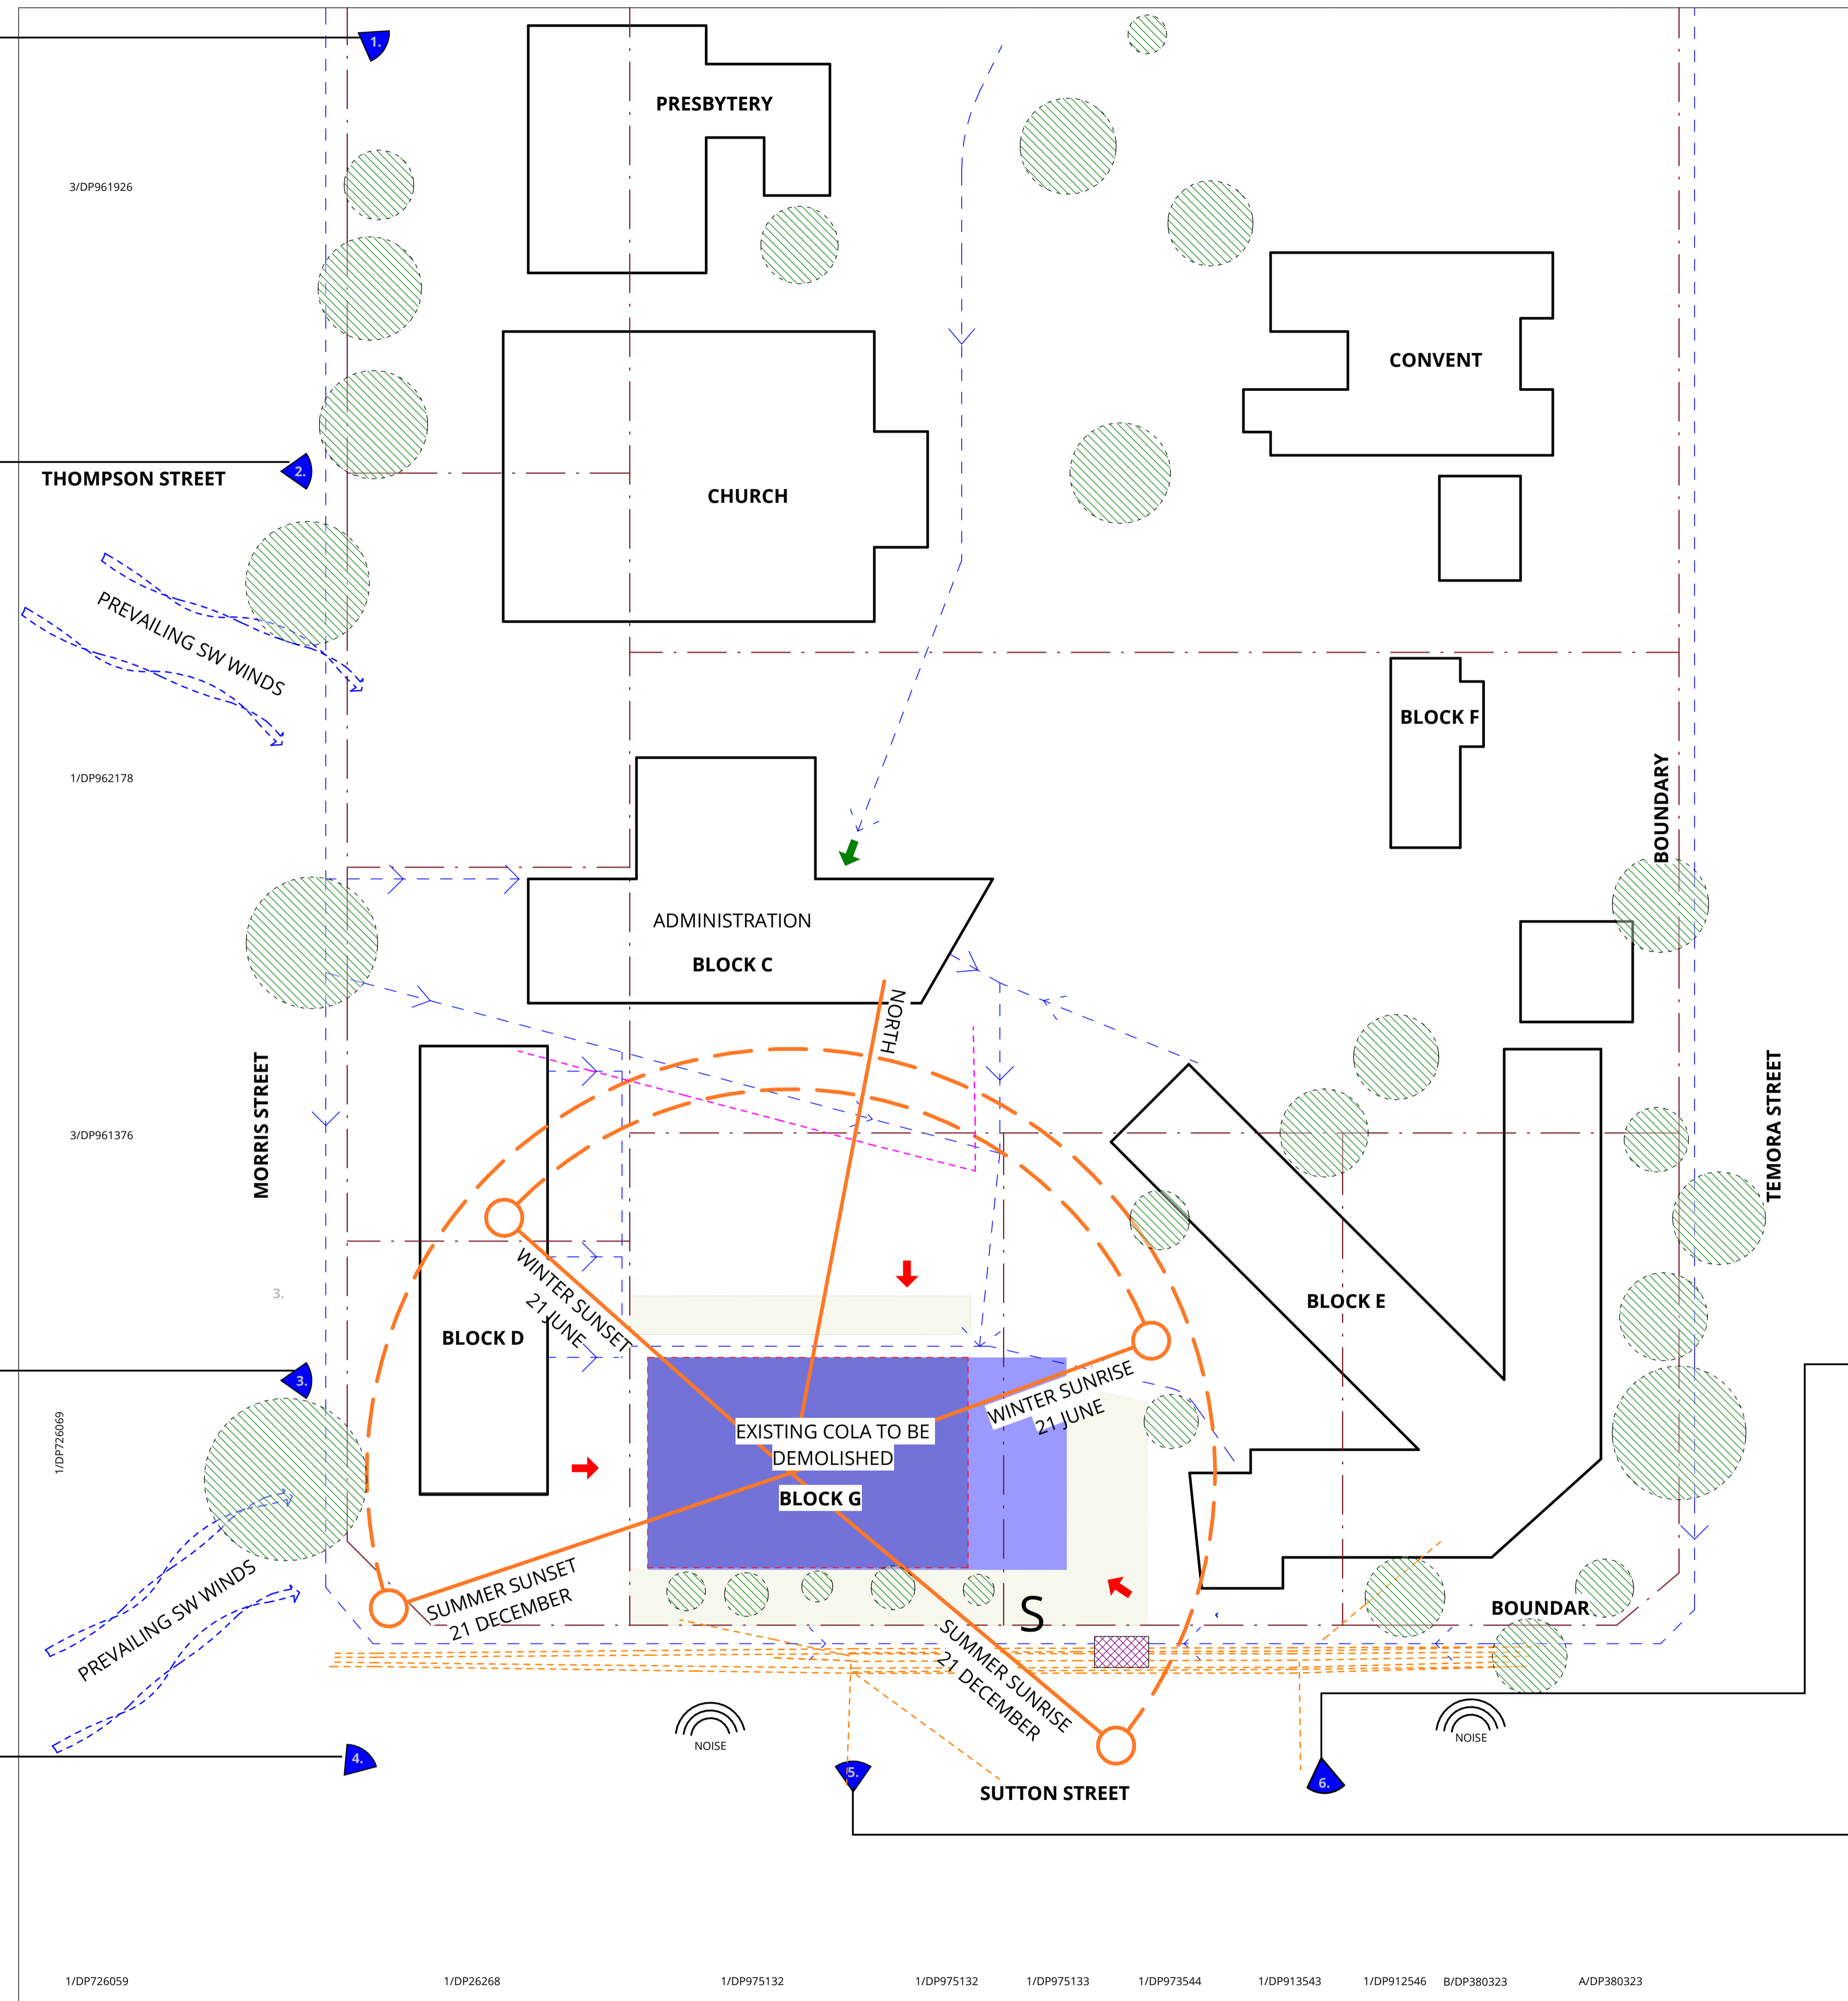 1.
PRESBYTERY
3/DP961926
CONVENT
2.
THOMPSON STREET
CHURCH
PREVAILING SW WINDS
BLOCK F
1/DP962178
BOUNDARY
ADMINISTRATION
BLOCK C
NORTH
MORRIS STREET
TEMORA STREET
3/DP961376
3.
WINTER SUNSET
21 JUNE
BLOCK E
BLOCK D
3.
WINTER SUNRISE
21 JUNE
1/DP726069
EXISTING COLA TO BE
DEMOLISHED
BLOCK G
SUMMER SUNSET
21 DECEMBER
S
BOUNDAR
PREVAILING SW WINDS
SUMMER SUNRISE
21 DECEMBER
NOISE
NOISE
4.
5.
6.
SUTTON STREET
1/DP726059
1/DP26268
1/DP975132
1/DP975132
1/DP975133
1/DP973544
1/DP913543
1/DP912546
B/DP380323
A/DP380323